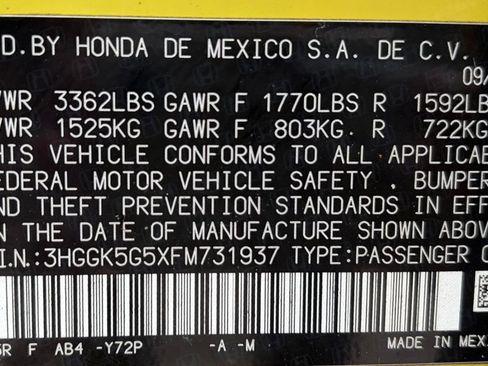 D.BY HONDA DE MEXICO S.A. DE C.V.
09/
VWR 3362LBS GAWR F 1770LBS R 1592LB
VWR 1525KG GAWR F 803KG. R 722KG
HIS VEHICLE CONFORMS TO ALL APPLICAB
EDERAL MOTOR VEHICLE SAFETY , BUMPER
ND THEFT PREVENTION STANDARDS IN EFF
N THE DATE OF MANUFACTURE SHOWN ABOV
I.N.:3HGGK5G5XFM731937 TYPE:PASSENGER C
5R F AB4 -Y72P -A -M
MADE IN MEX